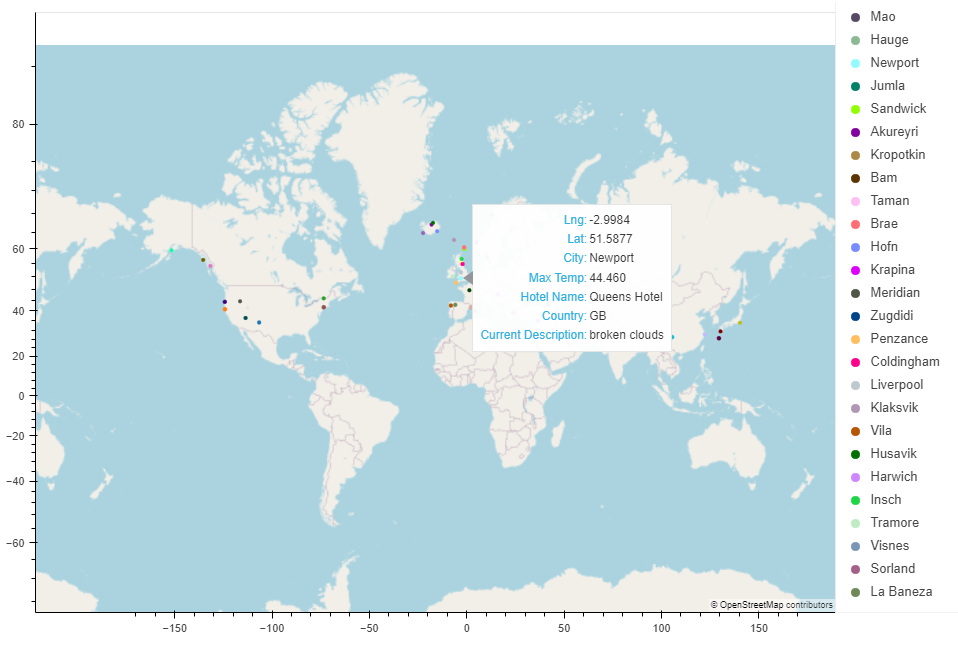 80
60
40
20
0
−20
−40
−60
−150
−100
−50
0
50
100
150
Lng: -2.9984
Lat: 51.5877
City: Newport
Max Temp: 44.460
Hotel Name: Queens Hotel
Country: GB
Current Description: broken clouds
© OpenStreetMap contributors
Mao
Hauge
Newport
Jumla
Sandwick
Akureyri
Kropotkin
Bam
Taman
Brae
Hofn
Krapina
Meridian
Zugdidi
Penzance
Coldingham
Liverpool
Klaksvik
Vila
Husavik
Harwich
Insch
Tramore
Visnes
Sorland
La Baneza